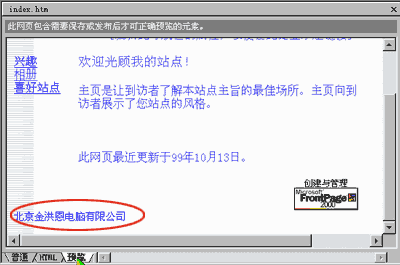 index.htm
此网页包含需要保存或发布后才可正确预览的元素。
兴趣
相册
喜好站点
欢迎光顾我的站点！
主页是让到访者了解本站点主旨的最佳场所。主页向到
访者展示了您站点的风格。
此网页最近更新于99年10月13日。
创建与管理
Microsoft
FrontPage
2000
北京金洪恩电脑有限公司
普通 HTML 预览